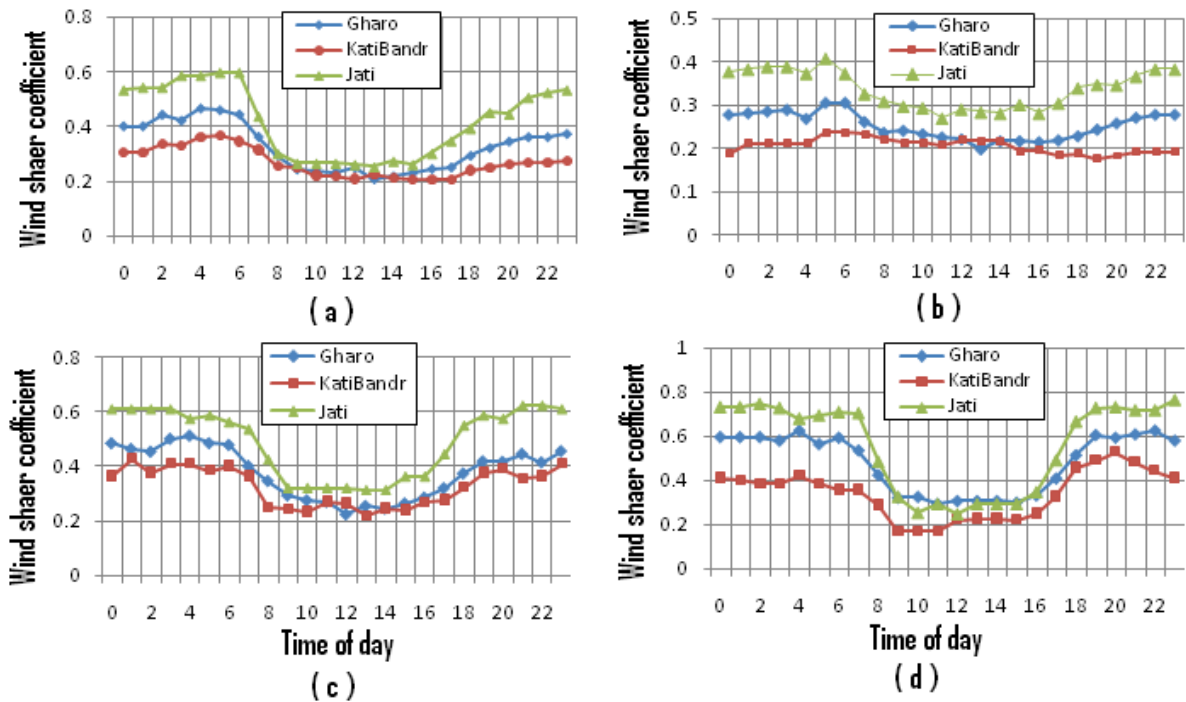 Wind shaer coefficient
0.8
0.6
0.4
0.2
0
Gharo
KatiBandr
Jati
0 2 4 6 8 10 12 14 16 18 20 22
( a )
Wind shaer coefficient
0.5
0.4
0.3
0.2
0.1
0
Gharo
KatiBandr
Jati
0 2 4 6 8 10 12 14 16 18 20 22
( b )
Wind shaer coefficient
0.8
0.6
0.4
0.2
0
Gharo
KatiBandr
Jati
0 2 4 6 8 10 12 14 16 18 20 22
Time of day
( c )
Wind shaer coefficient
1
0.8
0.6
0.4
0.2
0
Gharo
KatiBandr
Jati
0 2 4 6 8 10 12 14 16 18 20 22
Time of day
( d )